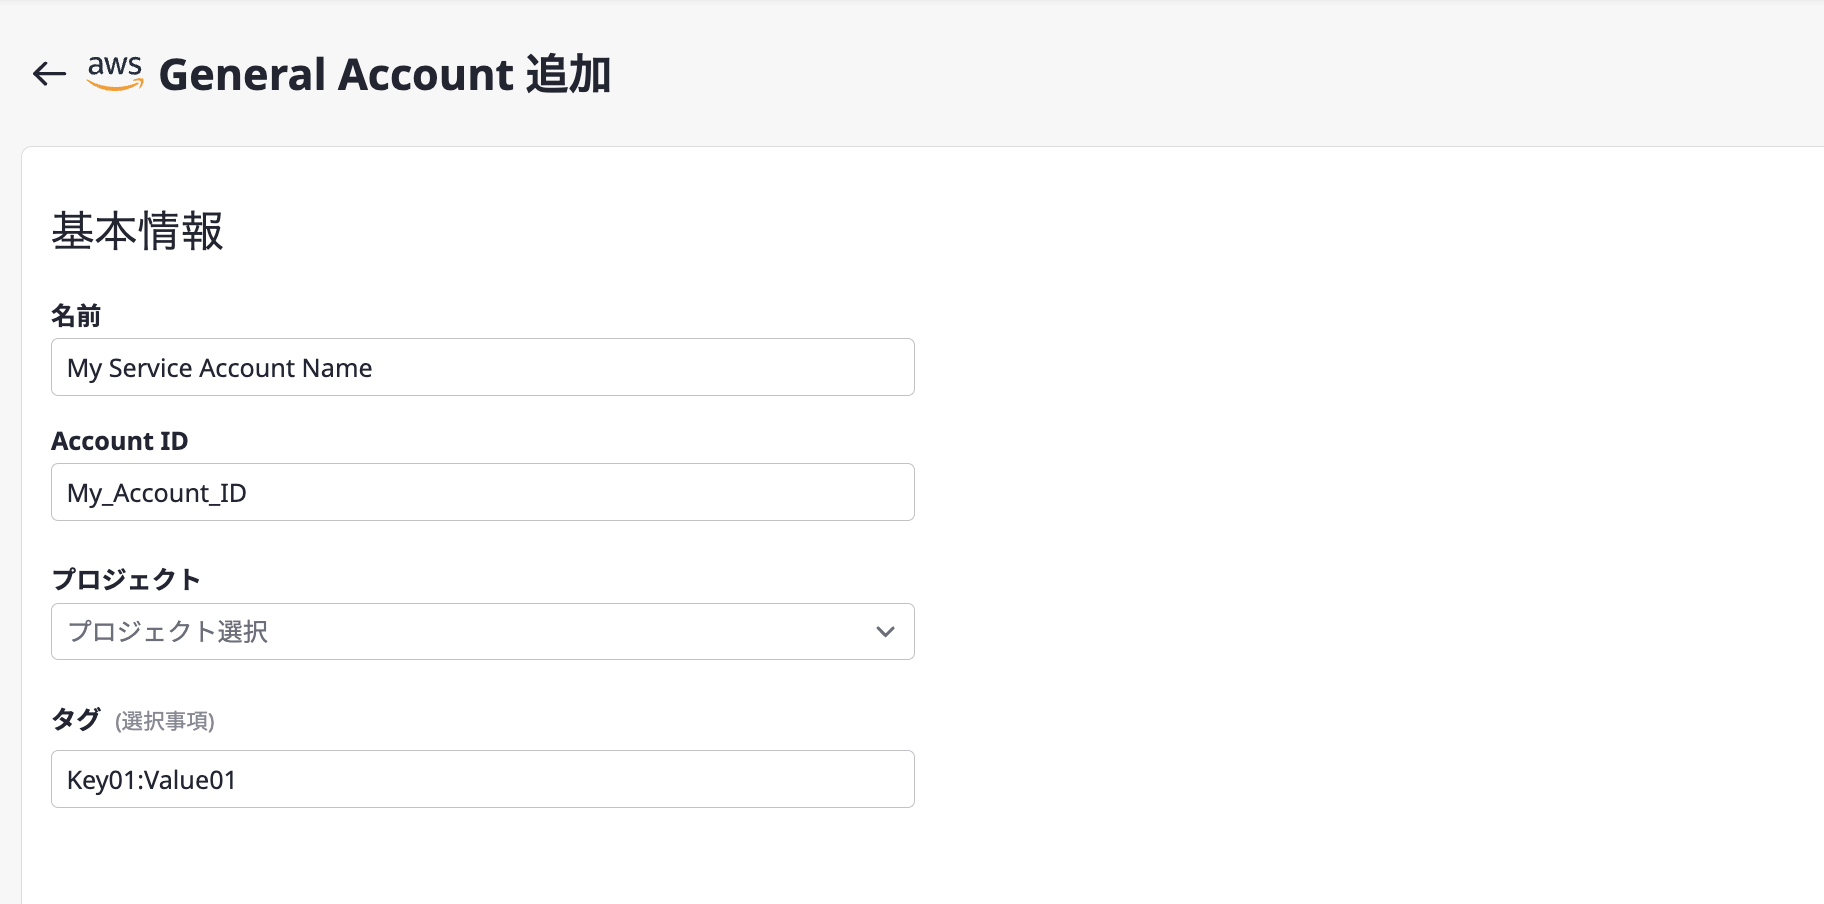 aws General Account 追加
基本情報
名前
My Service Account Name
Account ID
My_Account_ID
プロジェクト
プロジェクト選択
タグ (選択事項)
Key01:Value01